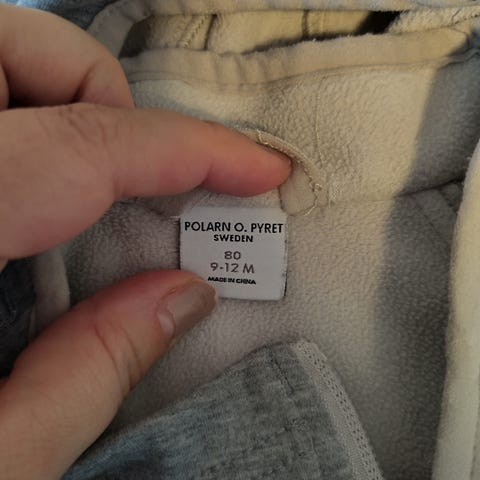 POLARN O. PYRET
SWEDEN
80
9-12 M
MADE IN CHINA